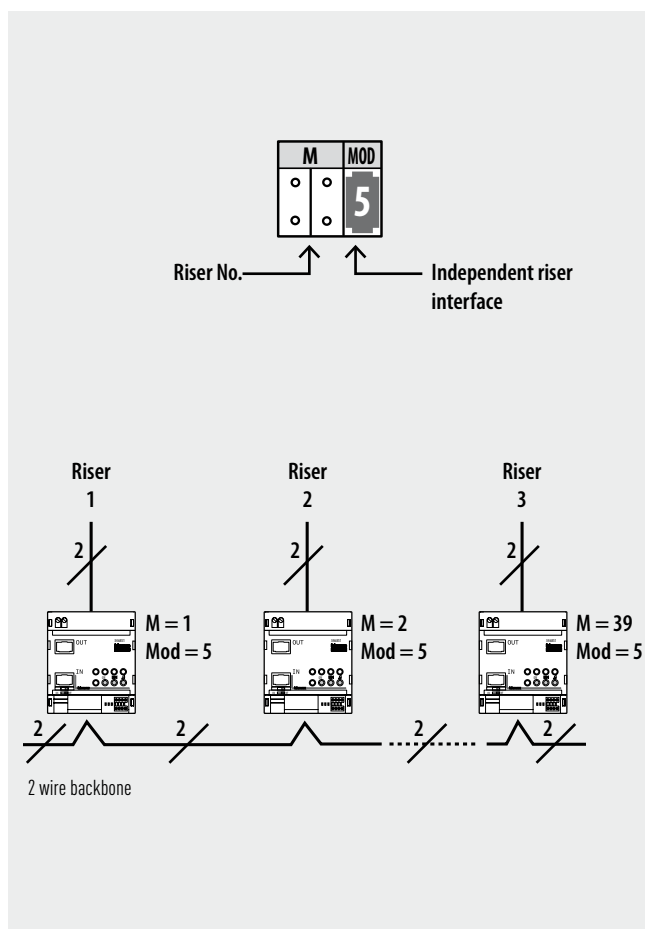 M MOD
5
Riser No.
Independent riser
interface
Riser
1
Riser
2
Riser
3
2
2
2
OUT
IN
M = 1
Mod = 5
OUT
IN
M = 2
Mod = 5
OUT
IN
M = 39
Mod = 5
2
2
2
2
2 wire backbone